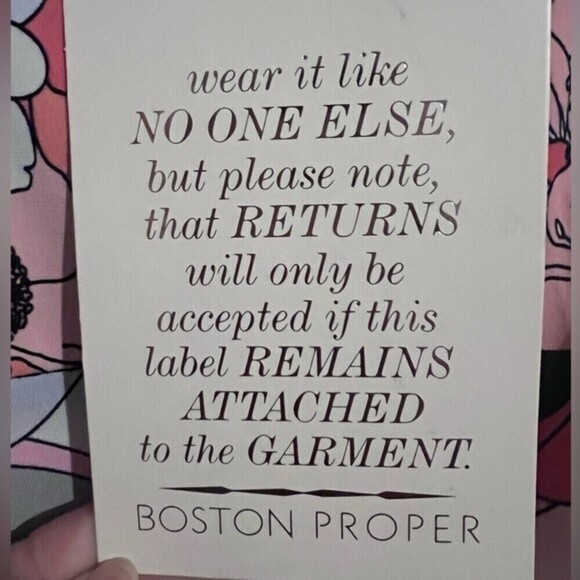 wear it like
NO ONE ELSE,
but please note,
that RETURNS
will only be
accepted if this
label REMAINS
ATTACHED
to the GARMENT.
BOSTON PROPER